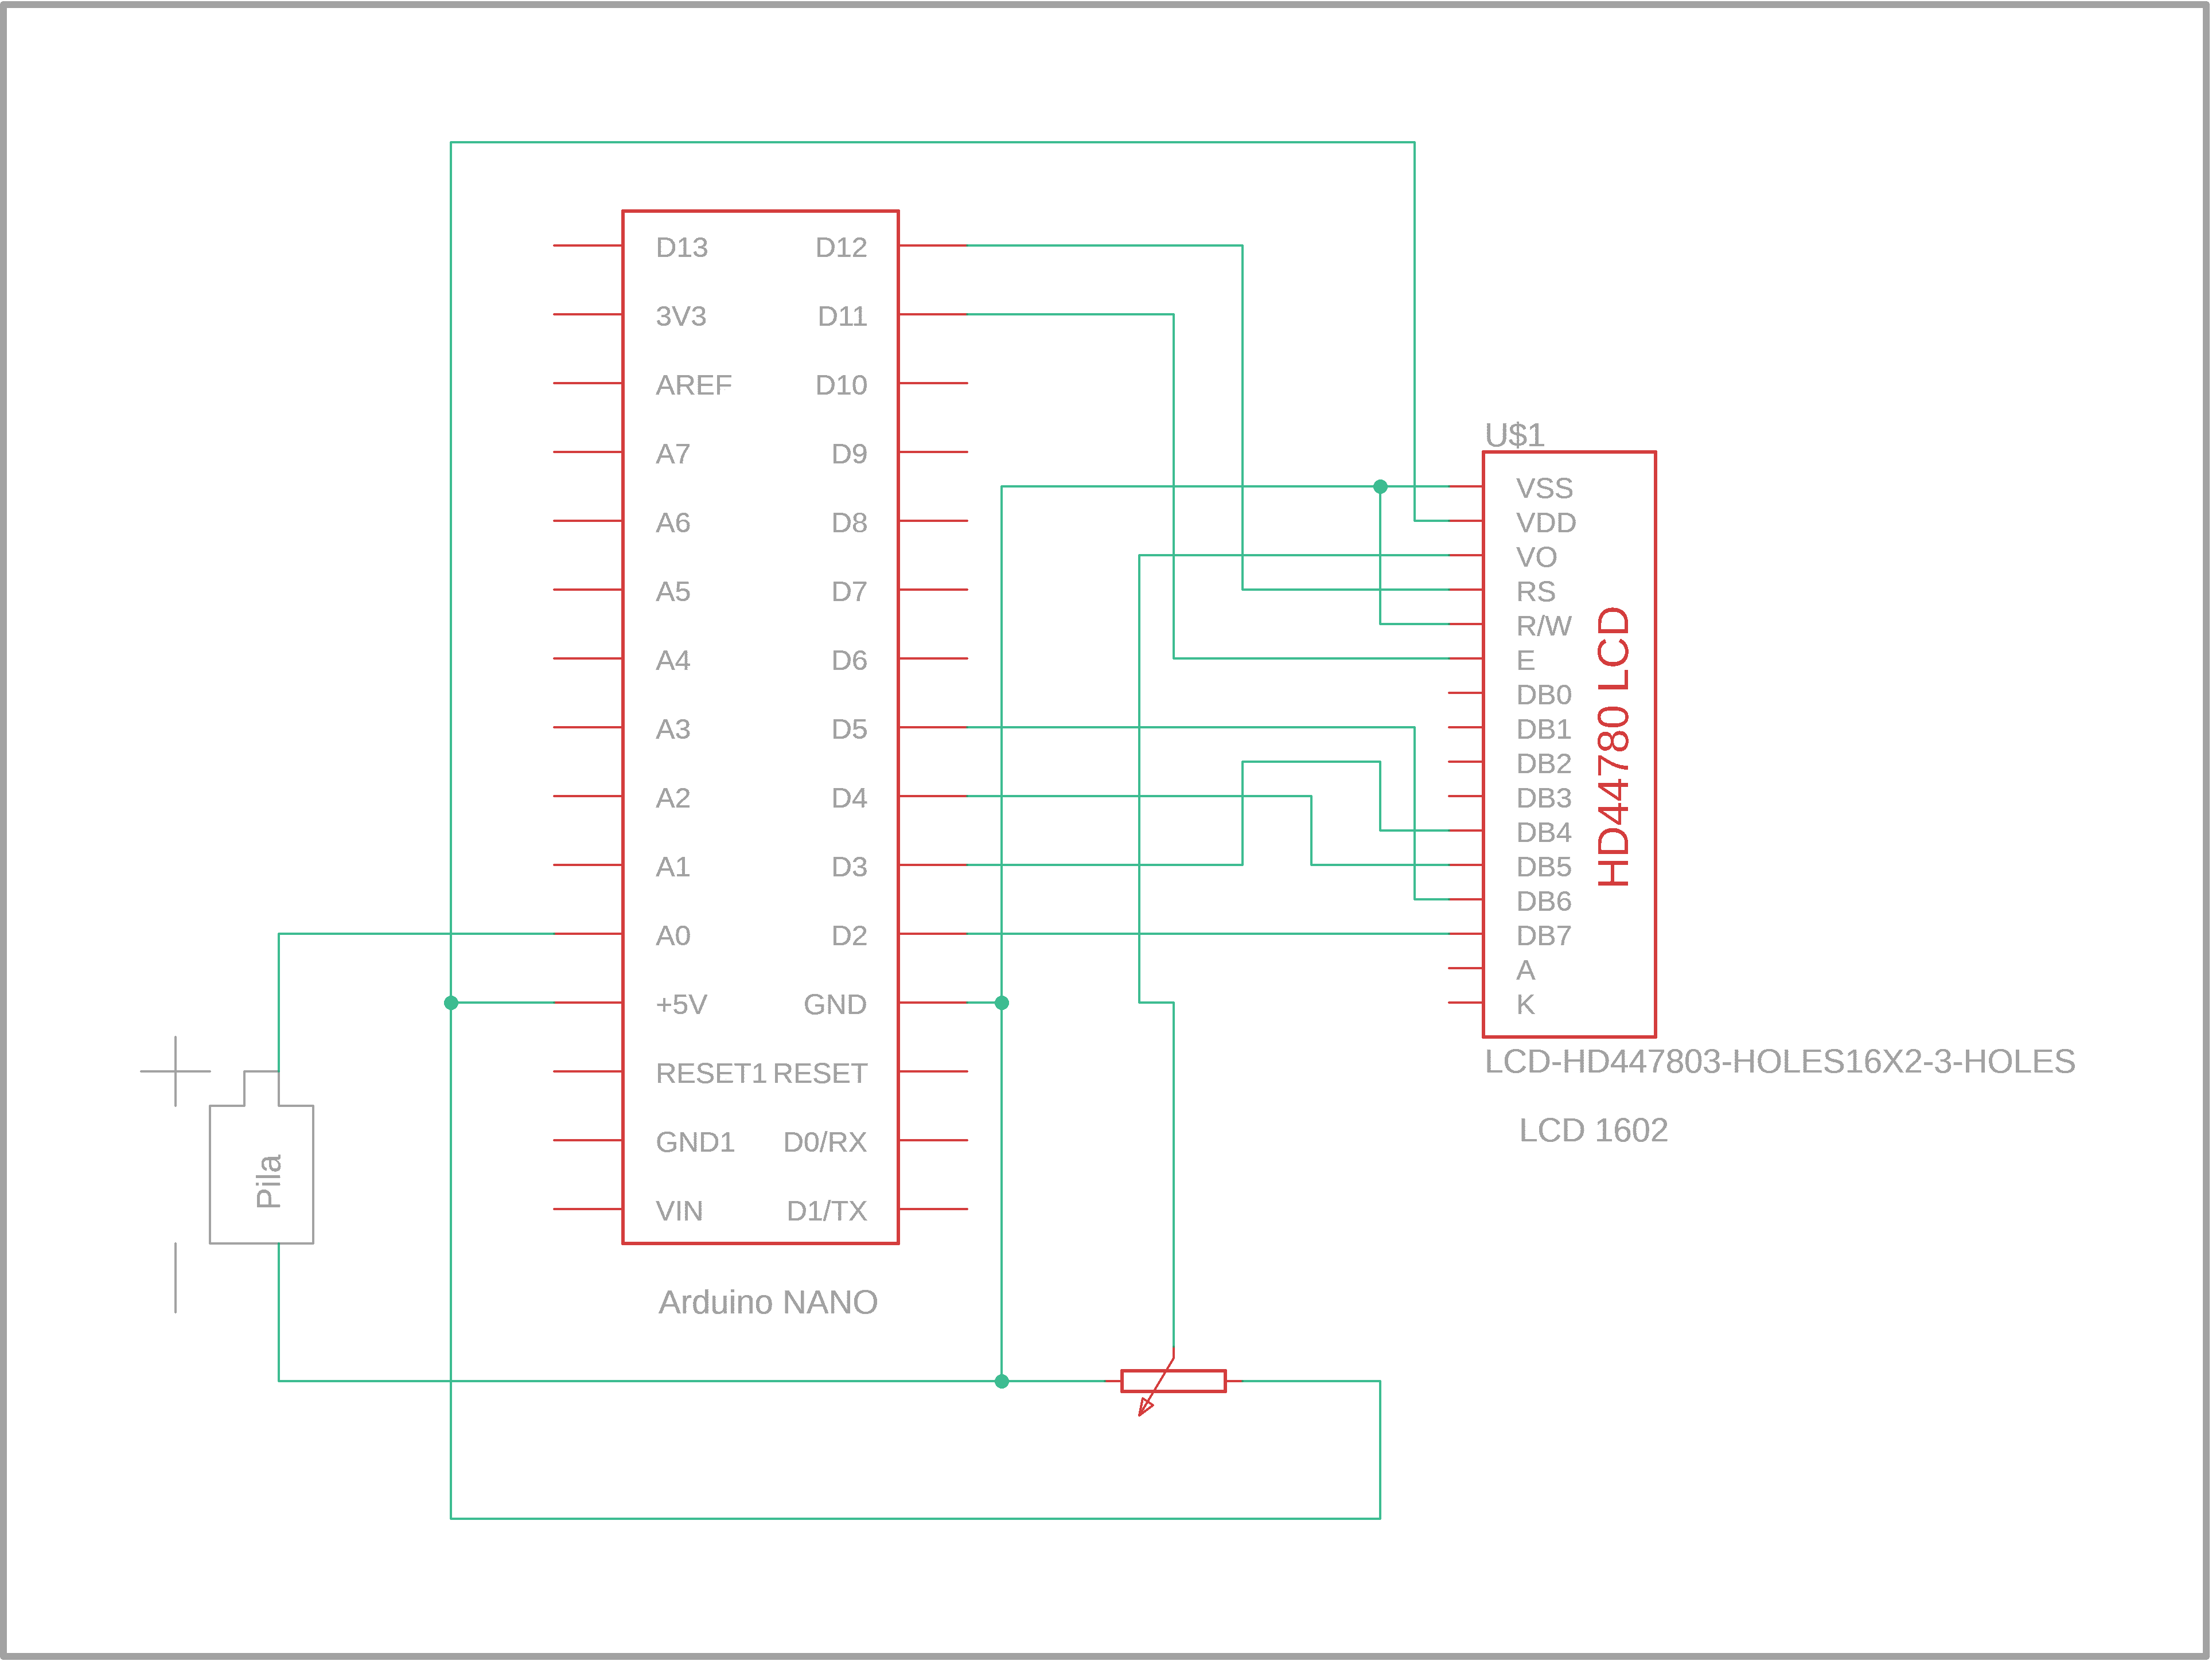 D13 D12
3V3 D11
AREF D10
A7 D9
A6 D8
A5 D7
A4 D6
A3 D5
A2 D4
A1 D3
A0 D2
+5V GND
RESET1 RESET
GND1 D0/RX
VIN D1/TX
Arduino NANO
Pila
U$1
VSS
VDD
VO
RS
R/W
E
DB0
DB1
DB2
DB3
DB4
DB5
DB6
DB7
A
K
HD44780 LCD
LCD-HD447803-HOLES16X2-3-HOLES
LCD 1602